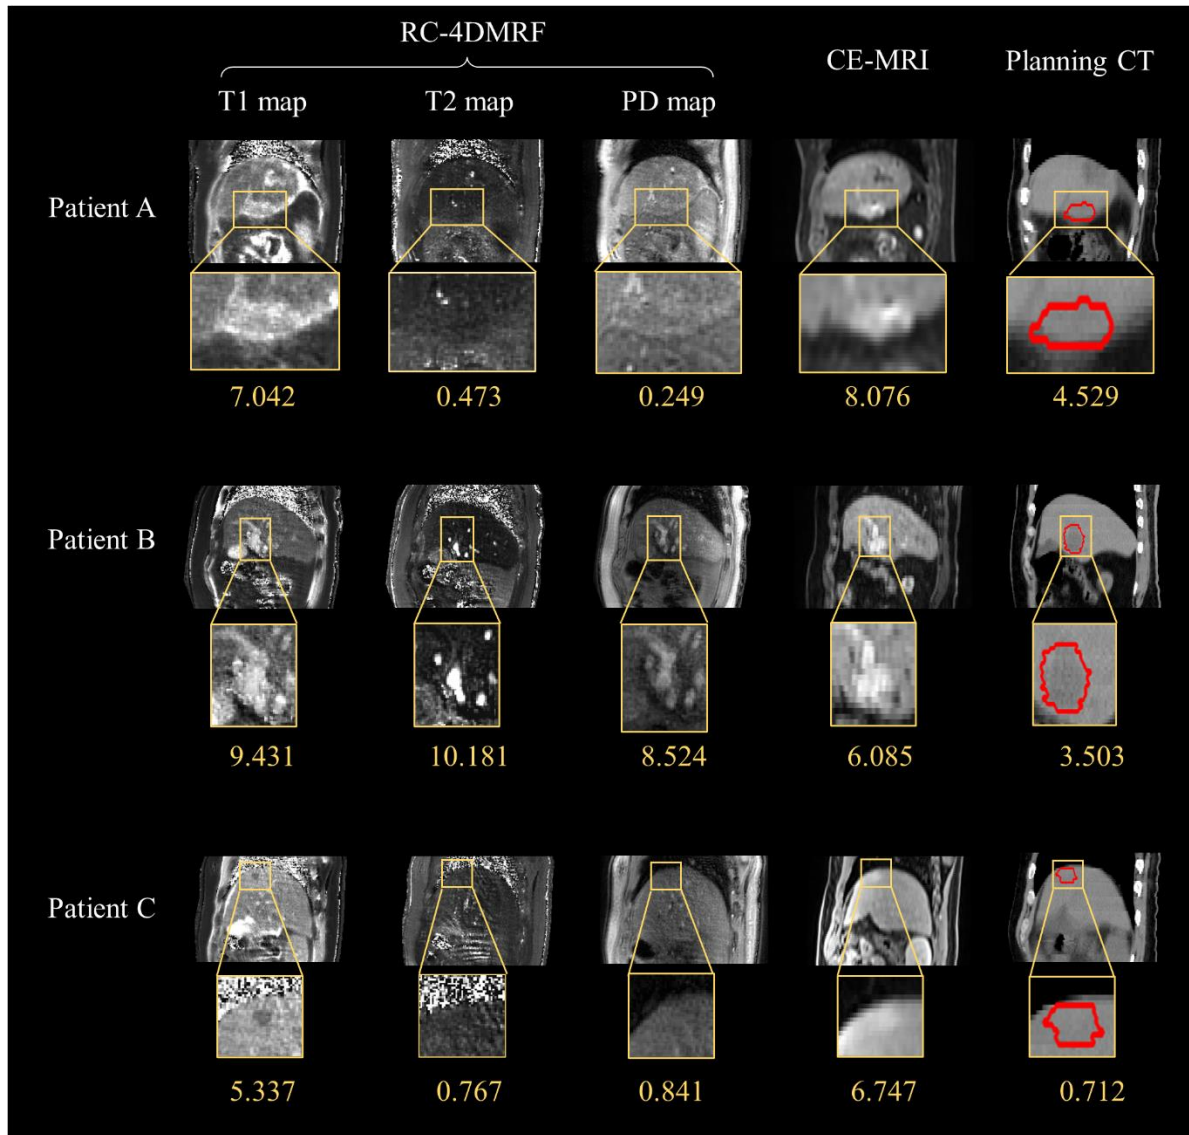 RC-4DMRF
CE-MRI
Planning CT
T1 map
T2 map
PD map
Patient A
7.042
0.473
0.249
8.076
4.529
Patient B
9.431
10.181
8.524
6.085
3.503
Patient C
5.337
0.767
0.841
6.747
0.712